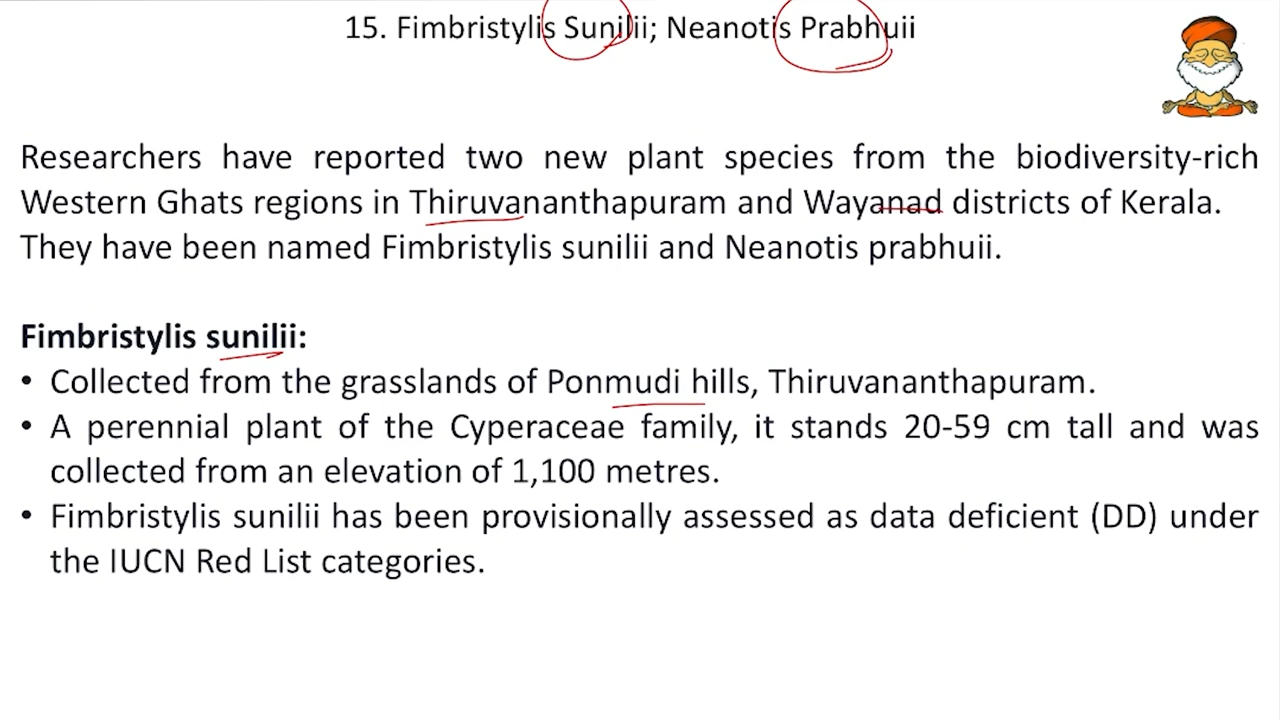 15. Fimbristylis Sunilii; Neanotis Prabhuii
Researchers have reported two new plant species from the biodiversity-rich
Western Ghats regions in Thiruvananthapuram and Wayanad districts of Kerala.
They have been named Fimbristylis sunilii and Neanotis prabhuii.
Fimbristylis sunilii:
• Collected from the grasslands of Ponmudi hills, Thiruvananthapuram.
• A perennial plant of the Cyperaceae family, it stands 20-59 cm tall and was
collected from an elevation of 1,100 metres.
• Fimbristylis sunilii has been provisionally assessed as data deficient (DD) under
the IUCN Red List categories.